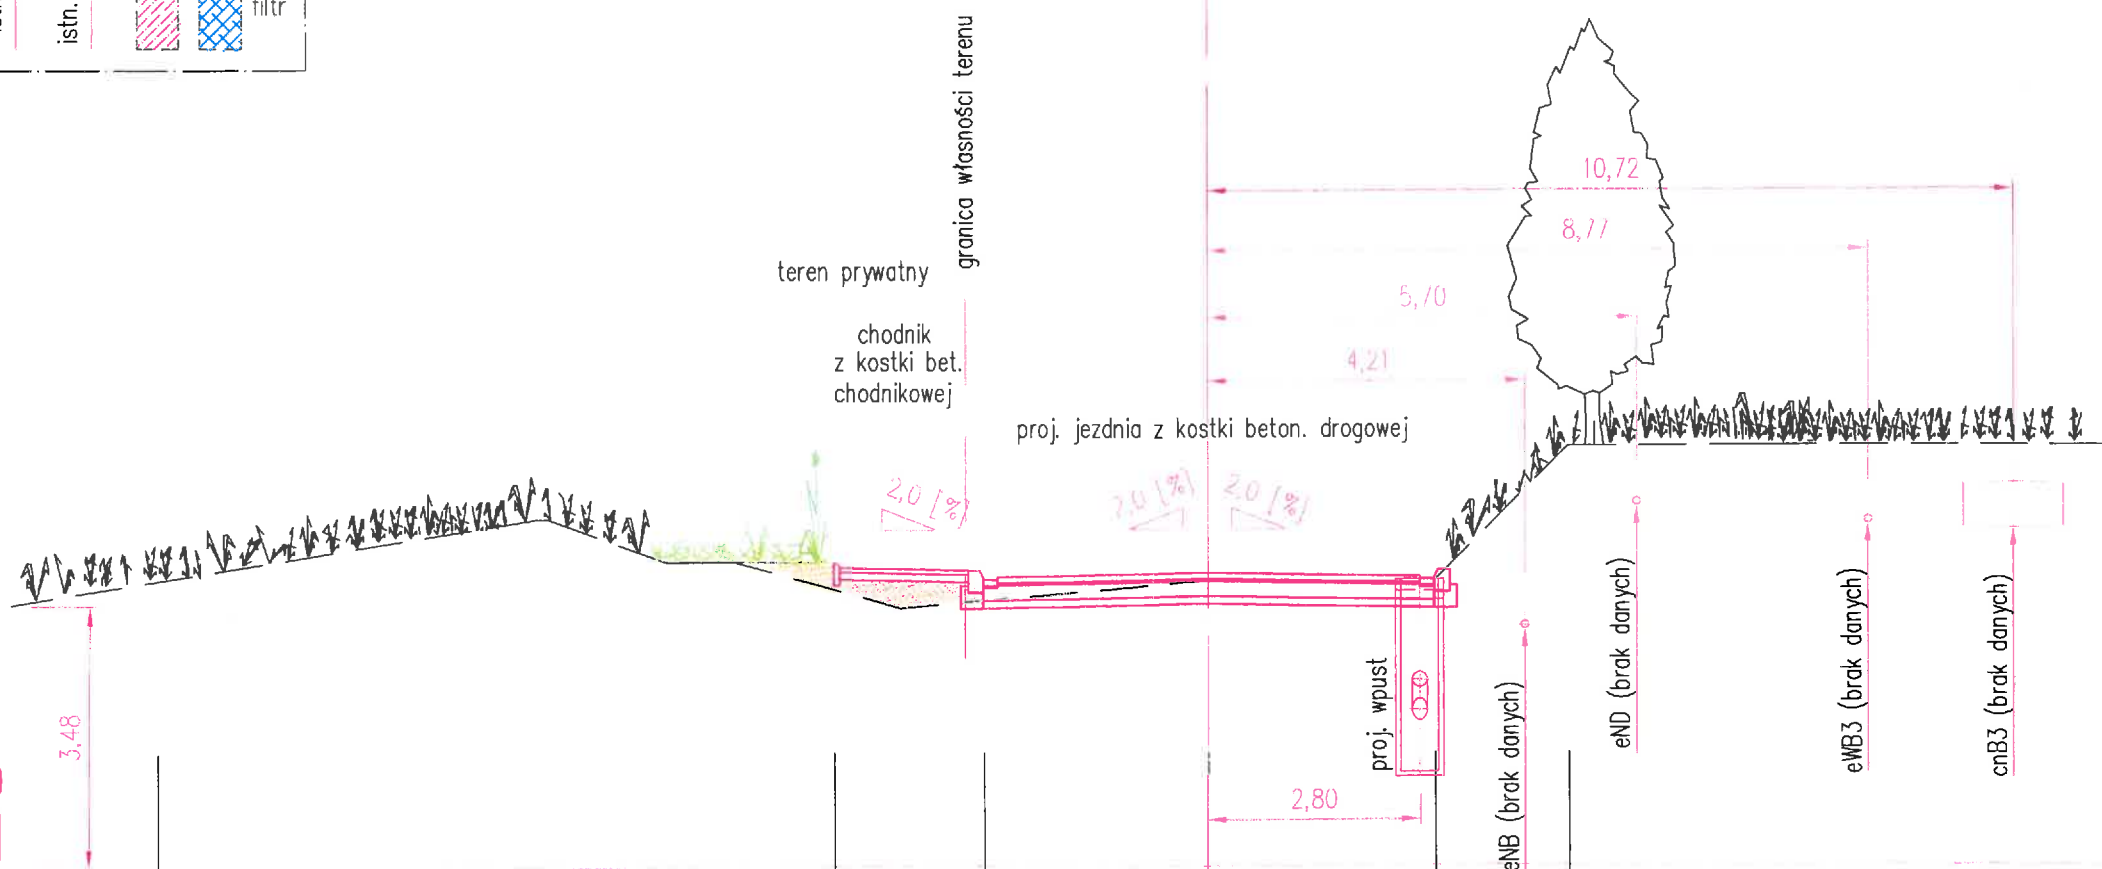 istn.
filtr
granica własności terenu
10,72
8,77
teren prywatny
5,70
chodnik
z kostki bet.
chodnikowej
4,21
proj. jezdnia z kostki beton. drogowej
2,0 [%]
2,0 [%]
2,0 [%]
3,48
proj. wpust
eNB (brak danych)
eND (brak danych)
eWB3 (brak danych)
cnB3 (brak danych)
2,80